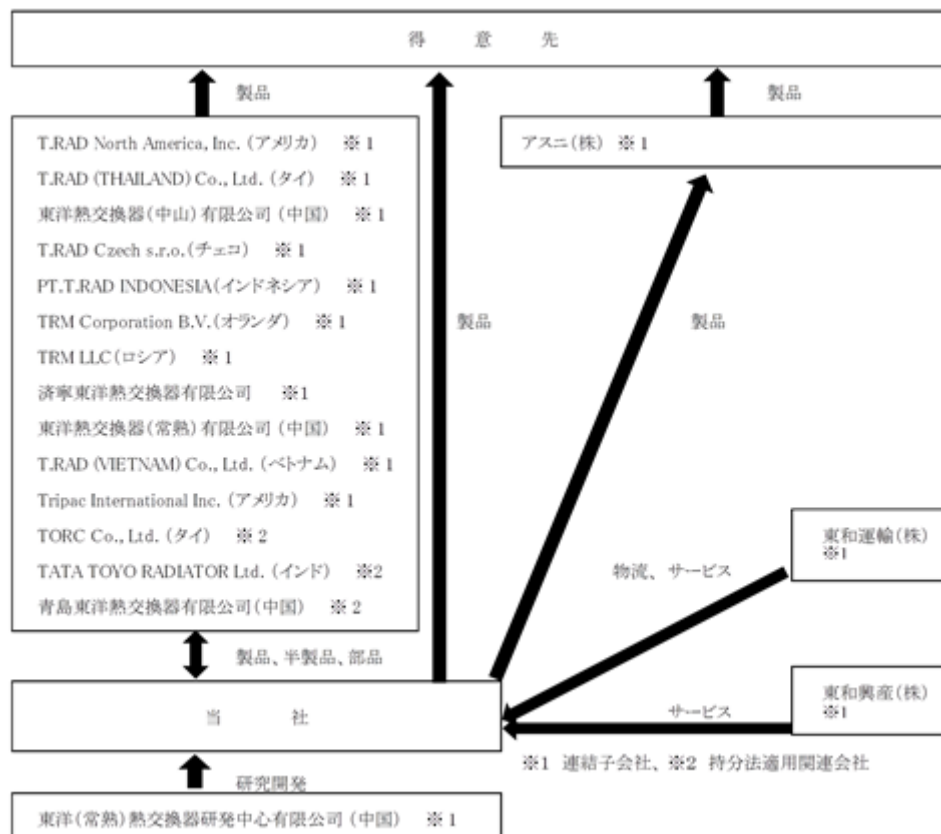 得 意 先
製品
製品
T.RAD North America, Inc. (アメリカ) ※1
T.RAD (THAILAND) Co., Ltd. (タイ) ※1
東洋熱交換器(中山)有限公司 (中国) ※1
T.RAD Czech s.r.o.(チェコ) ※1
PT.T.RAD INDONESIA(インドネシア) ※1
TRM Corporation B.V.(オランダ) ※1
TRM LLC(ロシア) ※1
済寧東洋熱交換器有限公司 ※1
東洋熱交換器(常熟)有限公司 (中国) ※1
T.RAD (VIETNAM) Co., Ltd. (ベトナム) ※1
Tripac International Inc. (アメリカ) ※1
TORC Co., Ltd. (タイ) ※2
TATA TOYO RADIATOR Ltd. (インド) ※2
青島東洋熱交換器有限公司(中国) ※2
アスニ(株) ※1
製品
製品
東和運輸(株)
※1
物流、サービス
製品、半製品、部品
東和興産(株)
※1
サービス
当 社
※1 連結子会社、※2 持分法適用関連会社
研究開発
東洋(常熟)熱交換器研発中心有限公司 (中国) ※1